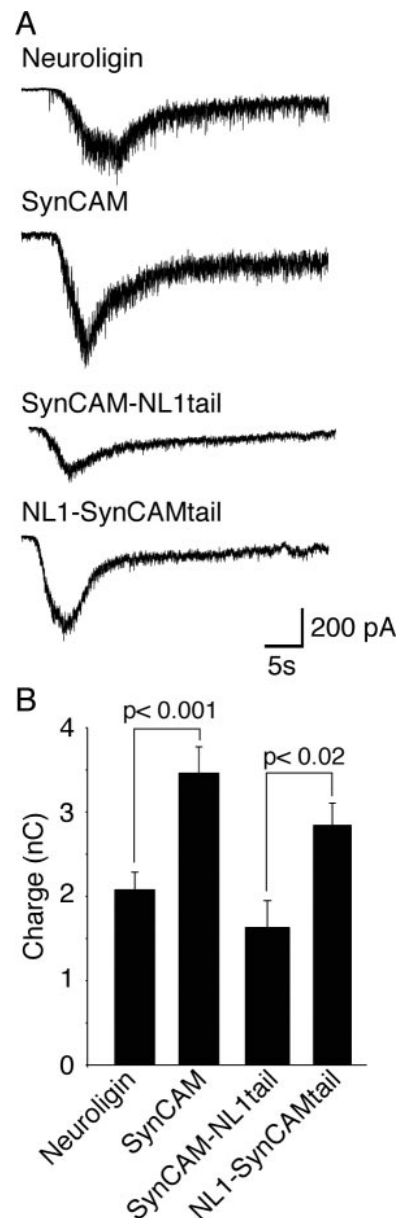 A
Neuroligin
SynCAM
SynCAM-NL1tail
NL1-SynCAMtail
200 pA
5s
B
p< 0.001
p< 0.02
Charge (nC)
4
3
2
1
0
Neuroligin
SynCAM
SynCAM-NL1tail
NL1-SynCAMtail